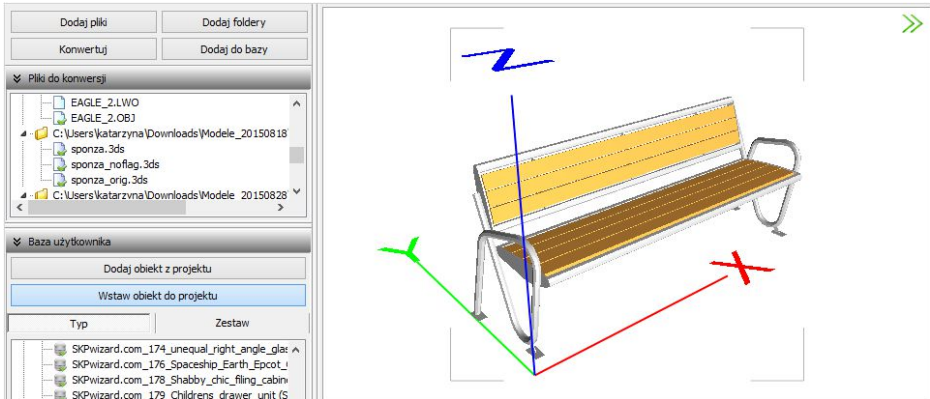 Dodaj pliki
Dodaj foldery
Konwertuj
Dodaj do bazy
Pliki do konwersji
EAGLE_2.LWO
EAGLE_2.OBJ
C:\Users\katarzyna\Downloads\Modele_20150818
sponza.3ds
sponza_noflag.3ds
sponza_orig.3ds
C:\Users\katarzyna\Downloads\Modele_20150828
Baza użytkownika
Dodaj obiekt z projektu
Wstaw obiekt do projektu
Typ
Zestaw
SKPwizard.com_174_unequal_right_angle_glas
SKPwizard.com_176_Spaceship_Earth_Epcot_
SKPwizard.com_178_Shabby_chic_filing_cabin
SKPwizard.com_179_Childrens_drawer_unit (S
Z
Y
X